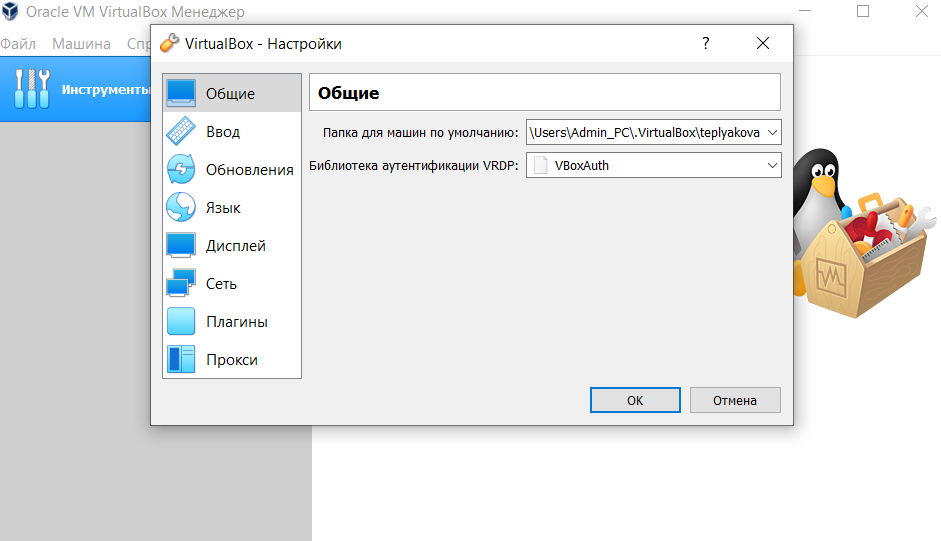 Oracle VM VirtualBox Менеджер
Файл Машина Спр
VirtualBox - Настройки ?
Инструменты
Общие
Ввод
Обновления
Язык
Дисплей
Сеть
Плагины
Прокси
Общие
Папка для машин по умолчанию: \Users\Admin_PC\.VirtualBox\teplyakova
Библиотека аутентификации VRDP: VBoxAuth
OK Отмена